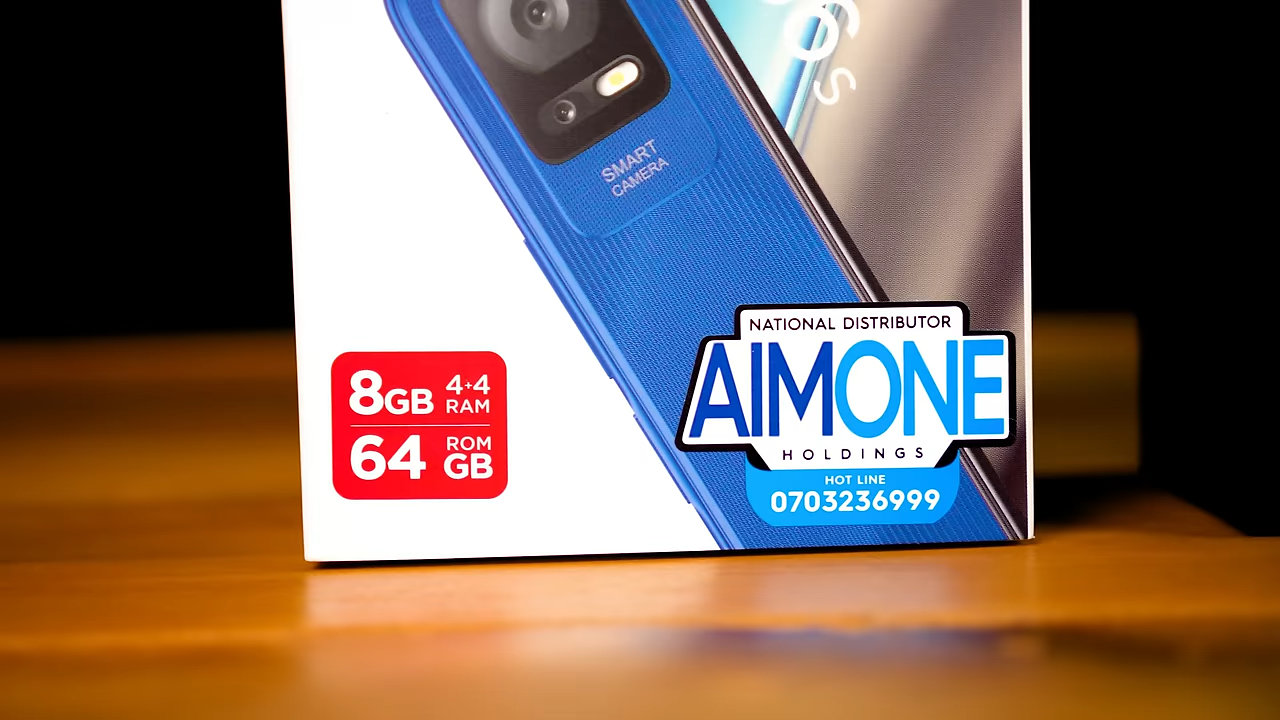 SMART
CAMERA
8GB 4+4 RAM
64 ROM GB
NATIONAL DISTRIBUTOR
AIMONE
HOLDINGS
HOT LINE
0703236999